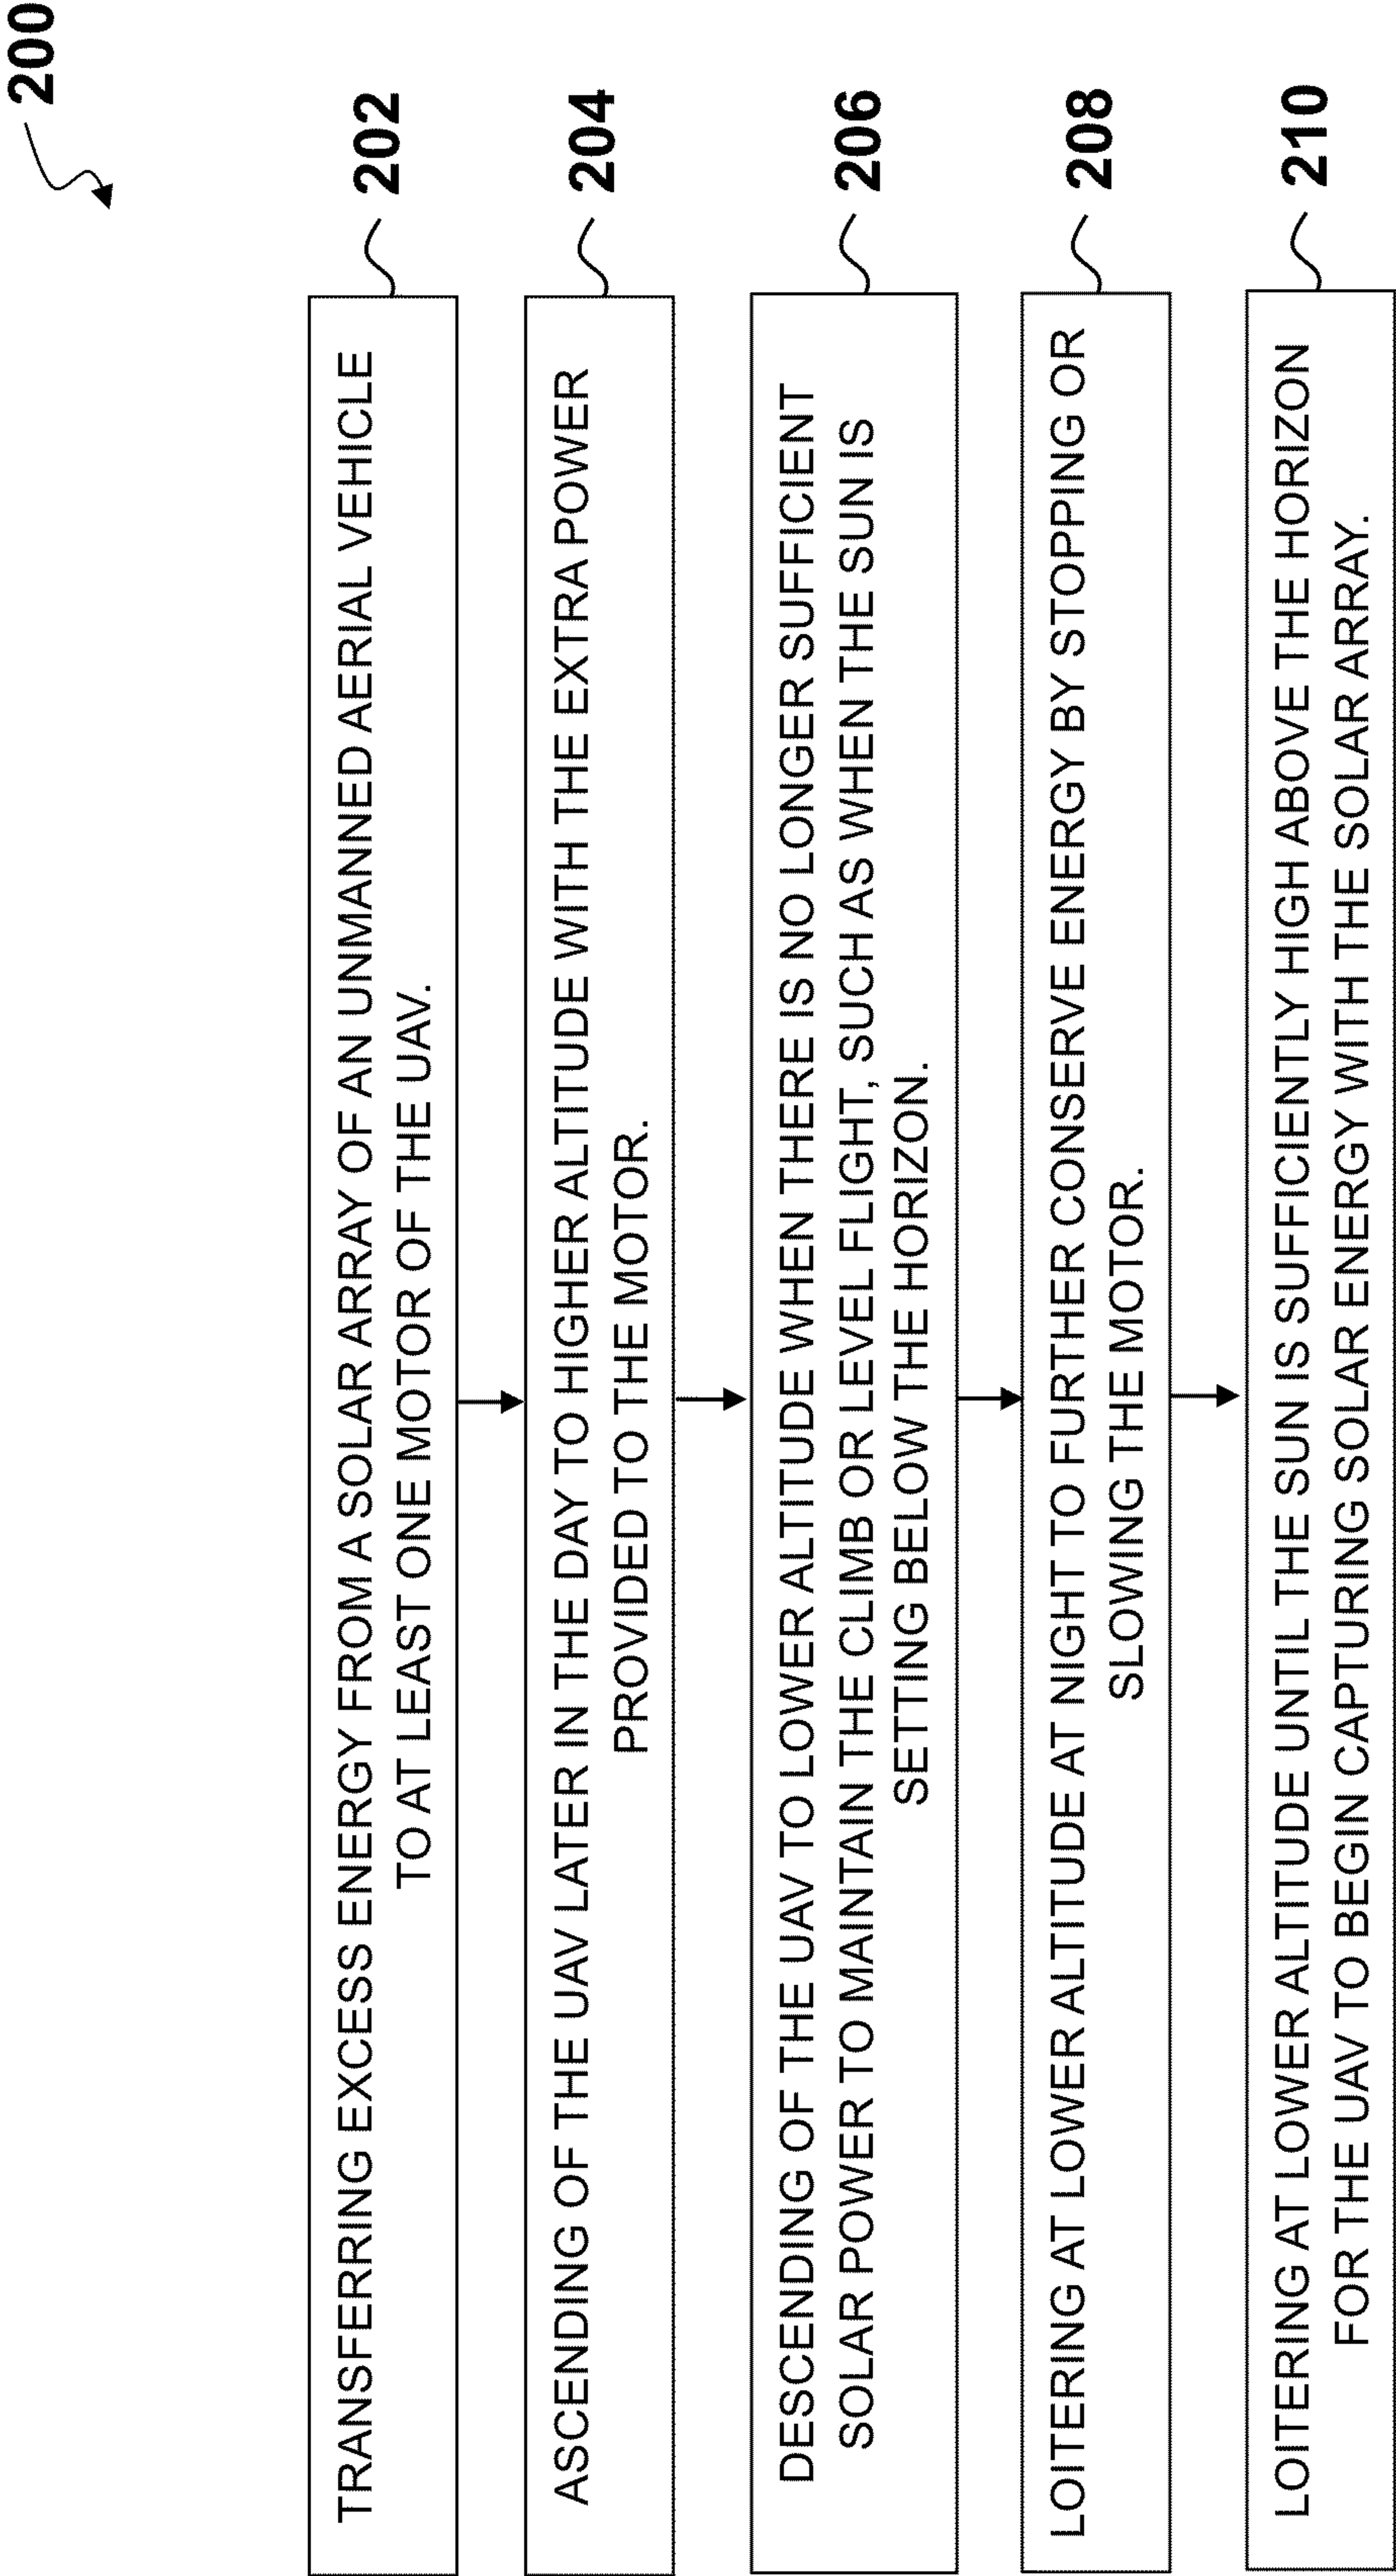 200
TRANSFERRING EXCESS ENERGY FROM A SOLAR ARRAY OF AN UNMANNED AERIAL VEHICLE
TO AT LEAST ONE MOTOR OF THE UAV.
202
ASCENDING OF THE UAV LATER IN THE DAY TO HIGHER ALTITUDE WITH THE EXTRA POWER
PROVIDED TO THE MOTOR.
204
DESCENDING OF THE UAV TO LOWER ALTITUDE WHEN THERE IS NO LONGER SUFFICIENT
SOLAR POWER TO MAINTAIN THE CLIMB OR LEVEL FLIGHT, SUCH AS WHEN THE SUN IS
SETTING BELOW THE HORIZON.
206
LOITERING AT LOWER ALTITUDE AT NIGHT TO FURTHER CONSERVE ENERGY BY STOPPING OR
SLOWING THE MOTOR.
208
LOITERING AT LOWER ALTITUDE UNTIL THE SUN IS SUFFICIENTLY HIGH ABOVE THE HORIZON
FOR THE UAV TO BEGIN CAPTURING SOLAR ENERGY WITH THE SOLAR ARRAY.
210